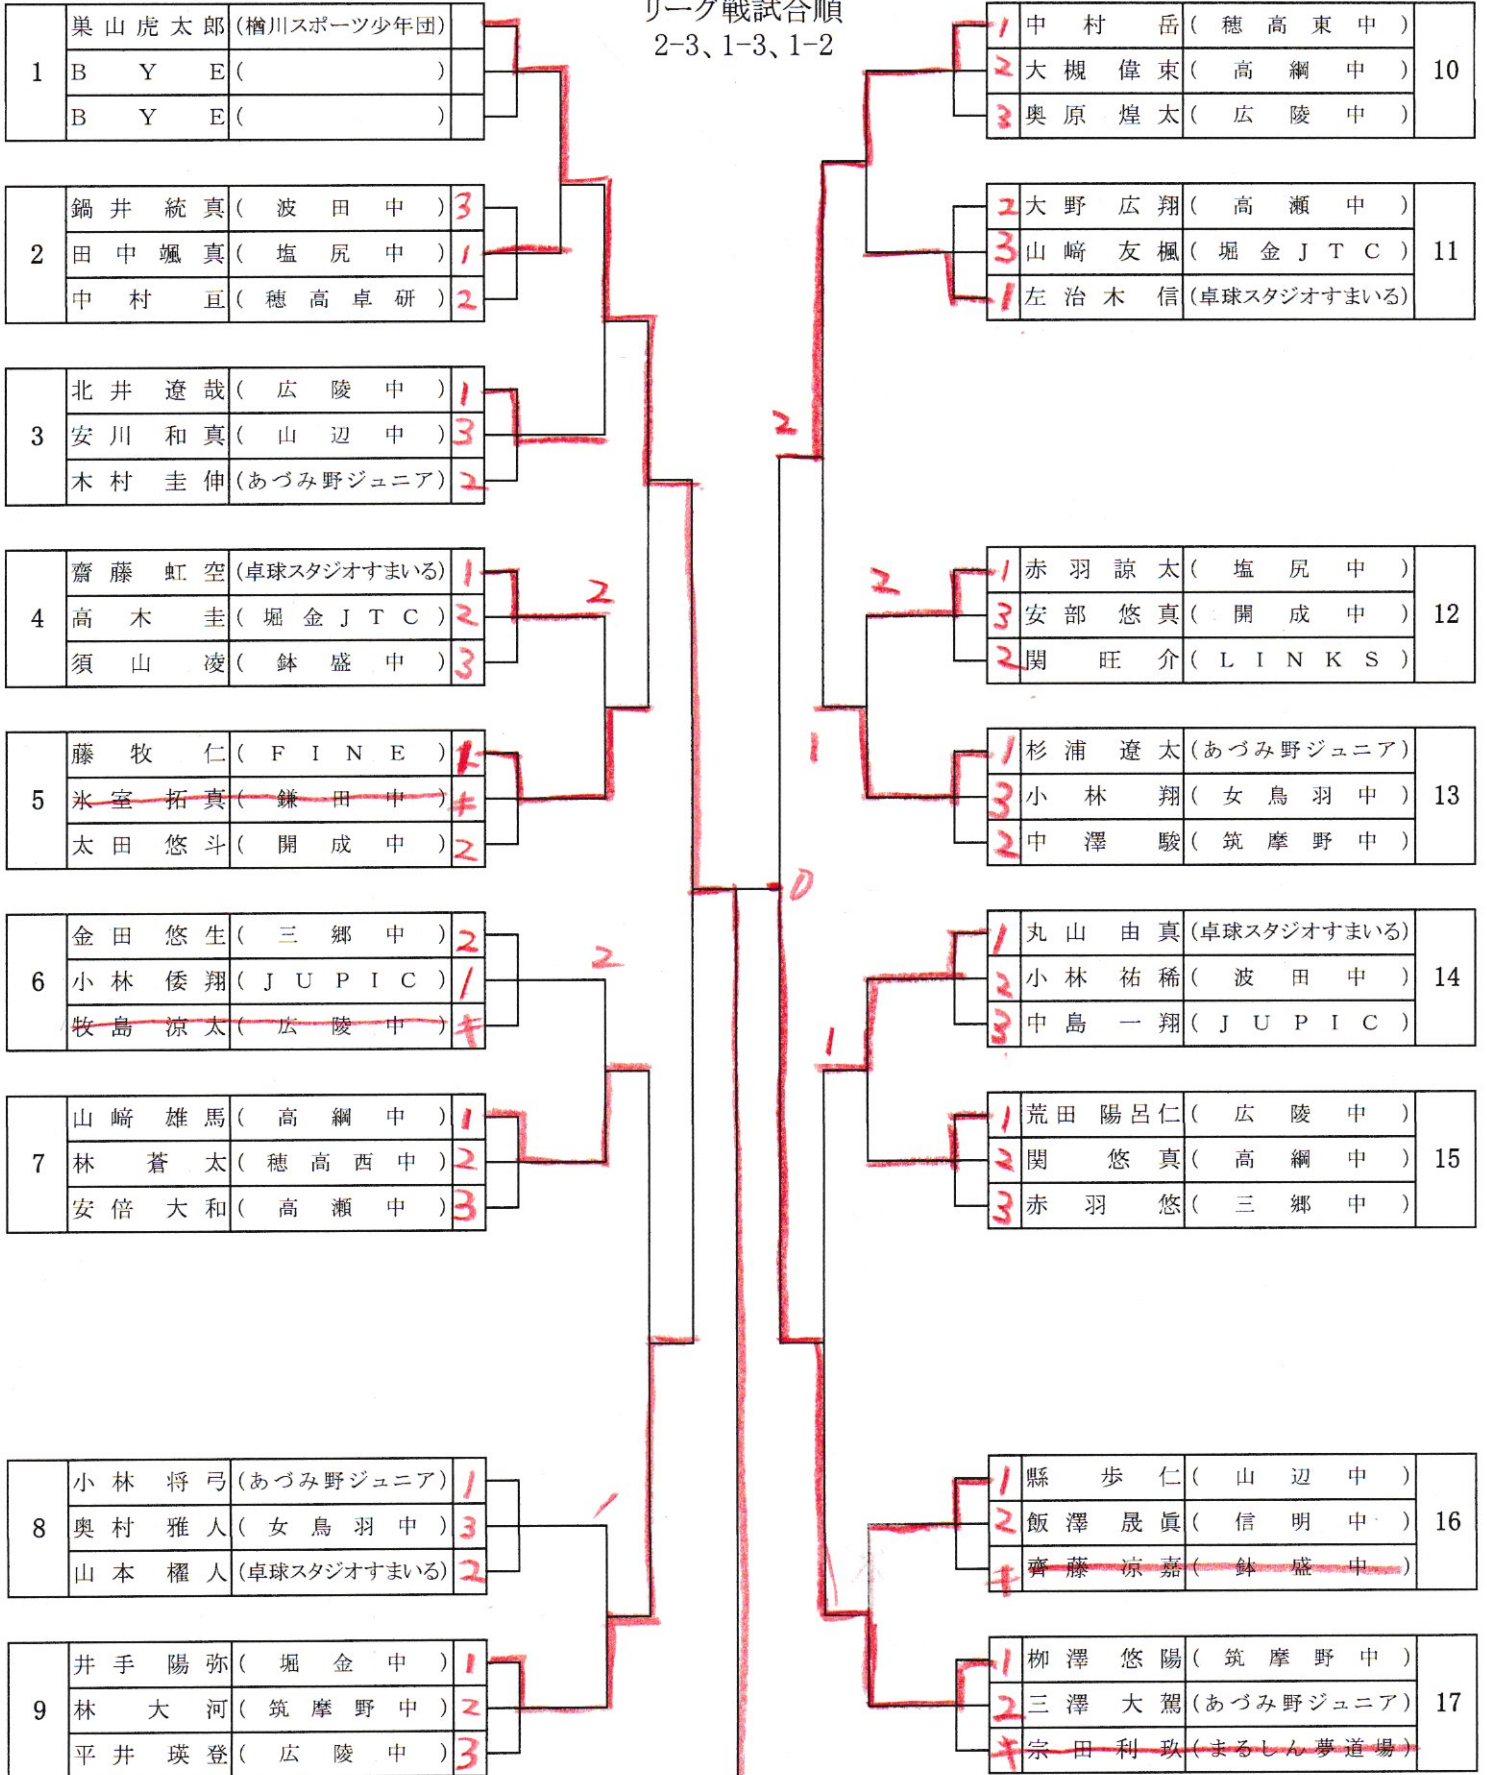 リーグ戦試合順
2-3、1-3、1-2
1
巣山虎太郎(楢川スポーツ少年団)
BYE( )
BYE( )
2
鍋井統真(波田中)3
田中颯真(塩尻中)1
中村亘(穂高卓研)2
3
北井遼哉(広陵中)1
安川和真(山辺中)3
木村圭伸(あづみ野ジュニア)2
4
齋藤虹空(卓球スタジオすまいる)1
高木圭(堀金JTC)2
須山凌(鉢盛中)3
2
5
藤牧仁(FINE)1
氷室拓真(鎌田中)キ
太田悠斗(開成中)2
6
金田悠生(三郷中)2
小林倭翔(JUPIC)1
牧島涼太(広陵中)キ
2
7
山﨑雄馬(高綱中)1
林蒼太(穂高西中)2
安倍大和(高瀬中)3
8
小林将弓(あづみ野ジュニア)1
奥村雅人(女鳥羽中)3
山本櫂人(卓球スタジオすまいる)2
1
9
井手陽弥(堀金中)1
林大河(筑摩野中)2
平井瑛登(広陵中)3
1中村岳(穂高東中)
2大槻偉束(高綱中)
3奥原煌太(広陵中)
10
2大野広翔(高瀬中)
3山﨑友楓(堀金JTC)
1左治木信(卓球スタジオすまいる)
11
2
1赤羽諒太(塩尻中)
3安部悠真(開成中)
2関旺介(LINKS)
12
2
1
1杉浦遼太(あづみ野ジュニア)
3小林翔(女鳥羽中)
2中澤駿(筑摩野中)
13
0
1丸山由真(卓球スタジオすまいる)
2小林祐稀(波田中)
3中島一翔(JUPIC)
14
1
1荒田陽呂仁(広陵中)
2関悠真(高綱中)
3赤羽悠(三郷中)
15
1縣歩仁(山辺中)
2飯澤晟眞(信明中)
キ齊藤凉嘉(鉢盛中)
16
1栁澤悠陽(筑摩野中)
2三澤大駕(あづみ野ジュニア)
キ宗田利玖(まるしん夢道場)
17